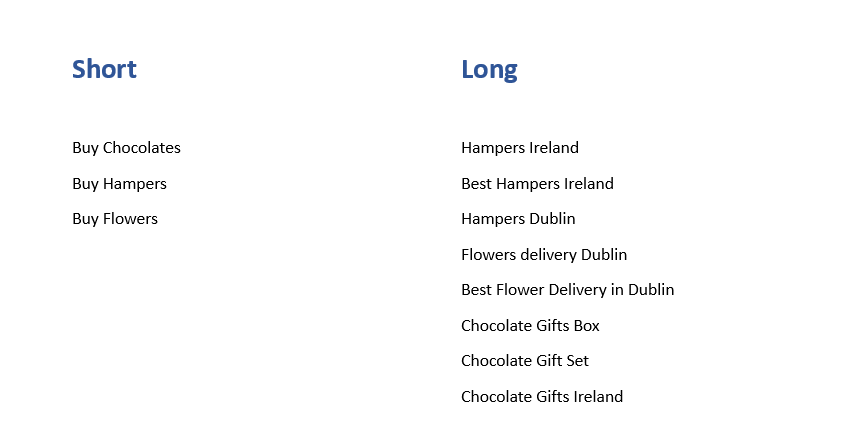 Short
Buy Chocolates
Buy Hampers
Buy Flowers
Long
Hampers Ireland
Best Hampers Ireland
Hampers Dublin
Flowers delivery Dublin
Best Flower Delivery in Dublin
Chocolate Gifts Box
Chocolate Gift Set
Chocolate Gifts Ireland